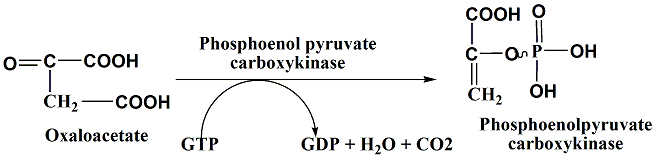 O=C-COOH
CH2-COOH
Oxaloacetate
Phosphoenol pyruvate
carboxykinase
GTP
GDP + H2O + CO2
COOH
C-O~P-OH
O
OH
CH2
Phosphoenolpyruvate
carboxykinase